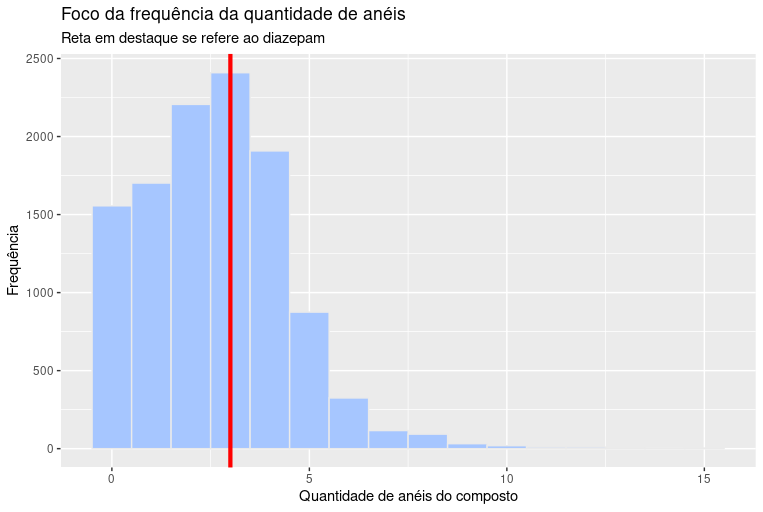 Foco da frequência da quantidade de anéis
Reta em destaque se refere ao diazepam
2500
2000
1500
1000
500
0
Frequência
0
5
10
15
Quantidade de anéis do composto